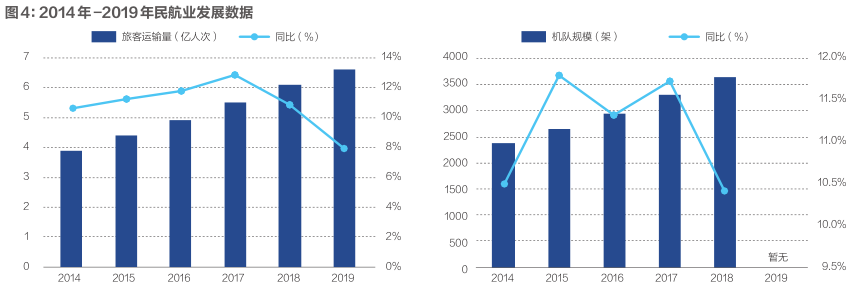 图4：2014年-2019年民航业发展数据
旅客运输量（亿人次） 同比（%）
7 14%
6 12%
5 10%
4 8%
3 6%
2 4%
1 2%
0 0%
2014 2015 2016 2017 2018 2019
机队规模（架） 同比（%）
4000 12.0%
3500 11.5%
3000
2500 11.0%
2000
1500 10.5%
1000 10.0%
500
0 9.5%
暂无
2014 2015 2016 2017 2018 2019